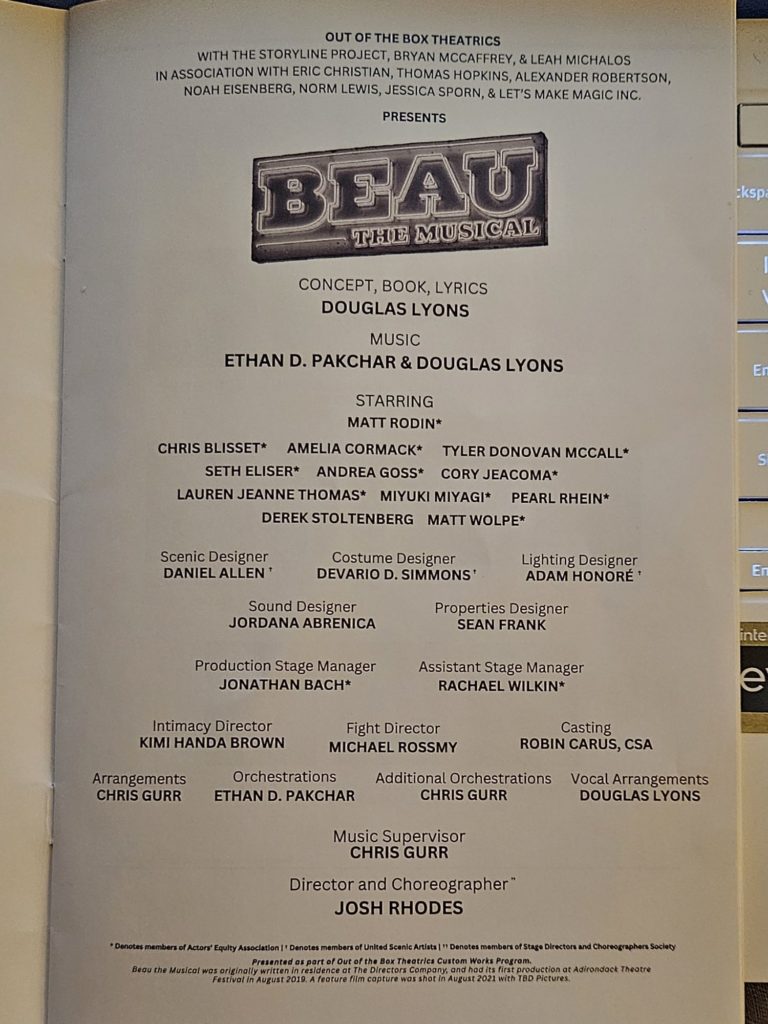 OUT OF THE BOX THEATRICS
WITH THE STORYLINE PROJECT, BRYAN MCCAFFREY, & LEAH MICHALOS
IN ASSOCIATION WITH ERIC CHRISTIAN, THOMAS HOPKINS, ALEXANDER ROBERTSON,
NOAH EISENBERG, NORM LEWIS, JESSICA SPORN, & LET'S MAKE MAGIC INC.
PRESENTS
BEAU
THE MUSICAL
CONCEPT, BOOK, LYRICS
DOUGLAS LYONS
MUSIC
ETHAN D. PAKCHAR & DOUGLAS LYONS
STARRING
MATT RODIN*
CHRIS BLISSET* AMELIA CORMACK* TYLER DONOVAN MCCALL*
SETH ELISER* ANDREA GOSS* CORY JEACOMA*
LAUREN JEANNE THOMAS* MIYUKI MIYAGI* PEARL RHEIN*
DEREK STOLTENBERG MATT WOLPE*
Scenic Designer Costume Designer Lighting Designer
DANIEL ALLEN † DEVARIO D. SIMMONS † ADAM HONORÉ †
Sound Designer Properties Designer
JORDANA ABRENICA SEAN FRANK
Production Stage Manager Assistant Stage Manager
JONATHAN BACH* RACHAEL WILKIN*
Intimacy Director Fight Director Casting
KIMI HANDA BROWN MICHAEL ROSSMY ROBIN CARUS, CSA
Arrangements Orchestrations Additional Orchestrations Vocal Arrangements
CHRIS GURR ETHAN D. PAKCHAR CHRIS GURR DOUGLAS LYONS
Music Supervisor
CHRIS GURR
Director and Choreographer ††
JOSH RHODES
* Denotes members of Actors' Equity Association | † Denotes members of United Scenic Artists | †† Denotes members of Stage Directors and Choreographers Society
Presented as part of Out of the Box Theatrics Custom Works Program.
Beau the Musical was originally written in residence at The Directors Company, and had its first production at Adirondack Theatre
Festival in August 2019. A feature film capture was shot in August 2021 with TBD Pictures.